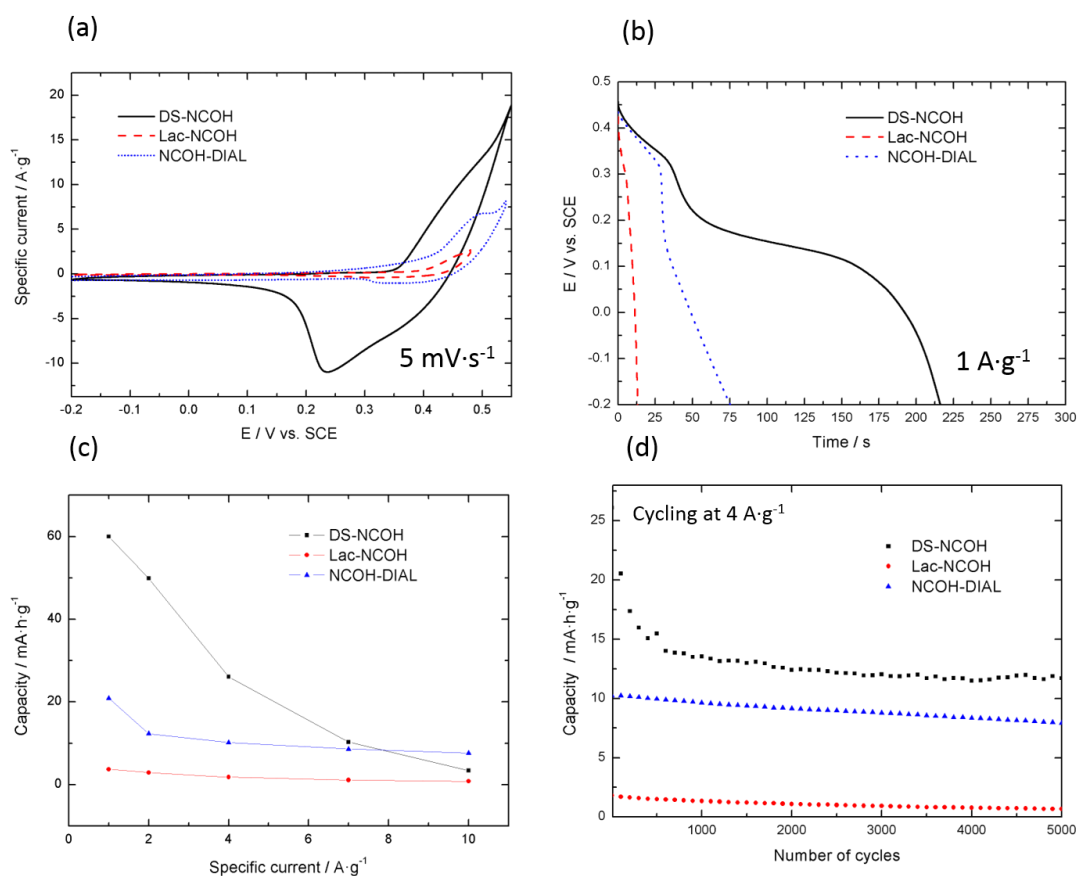 (a)
20
15
10
5
0
-5
-10
-0.2
-0.1
0.0
0.1
0.2
0.3
0.4
0.5
Specific current / A·g⁻¹
E / V vs. SCE
DS-NCOH
Lac-NCOH
NCOH-DIAL
5 mV·s⁻¹
(b)
0.5
0.4
0.3
0.2
0.1
0.0
-0.1
-0.2
0
25
50
75
100
125
150
175
200
225
250
275
300
E / V vs. SCE
Time / s
DS-NCOH
Lac-NCOH
NCOH-DIAL
1 A·g⁻¹
(c)
60
40
20
0
0
2
4
6
8
10
Capacity / mA·h·g⁻¹
Specific current / A·g⁻¹
DS-NCOH
Lac-NCOH
NCOH-DIAL
(d)
25
20
15
10
5
0
1000
2000
3000
4000
5000
Capacity / mA·h·g⁻¹
Number of cycles
Cycling at 4 A·g⁻¹
DS-NCOH
Lac-NCOH
NCOH-DIAL